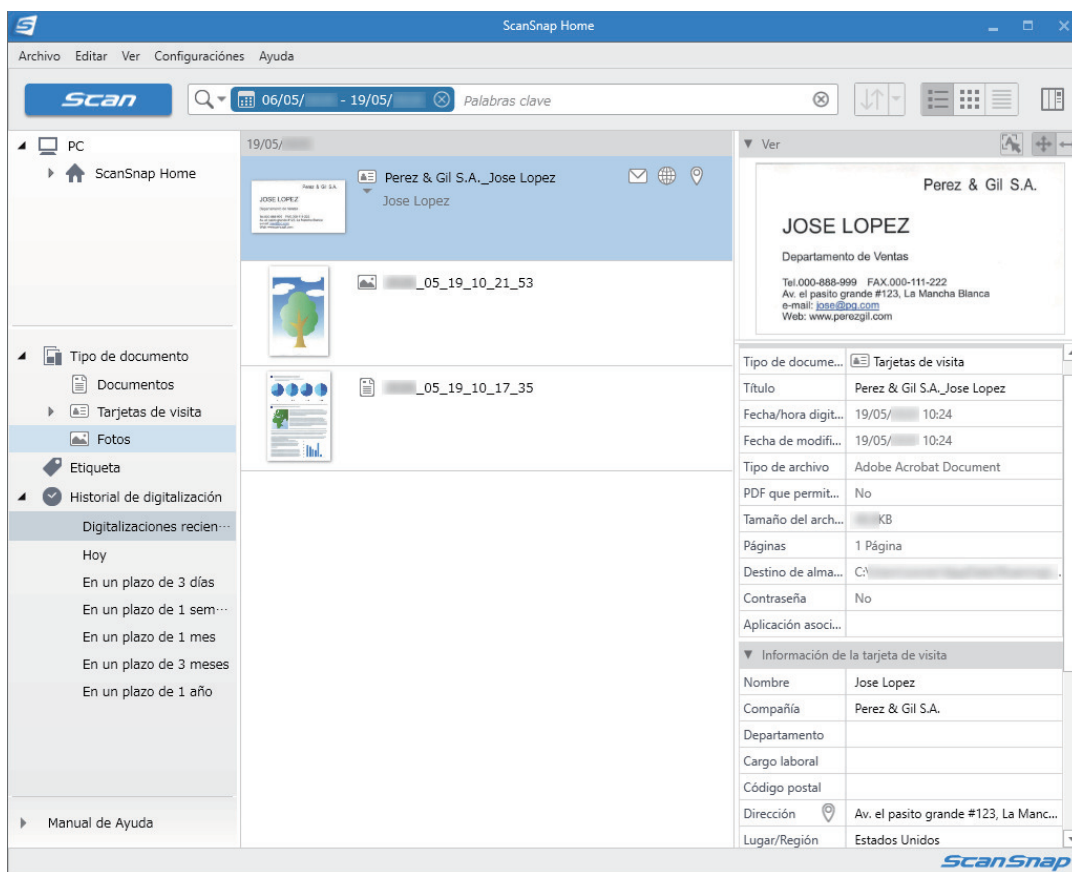 ScanSnap Home
Archivo Editar Ver Configuraciónes Ayuda
Scan
06/05/ - 19/05/
Palabras clave
PC
ScanSnap Home
Tipo de documento
Documentos
Tarjetas de visita
Fotos
Etiqueta
Historial de digitalización
Digitalizaciones recien...
Hoy
En un plazo de 3 días
En un plazo de 1 sem...
En un plazo de 1 mes
En un plazo de 3 meses
En un plazo de 1 año
Manual de Ayuda
19/05/
Perez & Gil S.A.
JOSE LOPEZ
Perez & Gil S.A._Jose Lopez
Jose Lopez
_05_19_10_21_53
_05_19_10_17_35
Ver
Perez & Gil S.A.
JOSE LOPEZ
Departamento de Ventas
Tel.000-888-999 FAX.000-111-222
Av. el pasito grande #123, La Mancha Blanca
e-mail: jose@pg.com
Web: www.perezgil.com
Tipo de docume... Tarjetas de visita
Título Perez & Gil S.A._Jose Lopez
Fecha/hora digit... 19/05/ 10:24
Fecha de modifi... 19/05/ 10:24
Tipo de archivo Adobe Acrobat Document
PDF que permit... No
Tamaño del arch... KB
Páginas 1 Página
Destino de alma... C:\
Contraseña No
Aplicación asoci...
Información de la tarjeta de visita
Nombre Jose Lopez
Compañía Perez & Gil S.A.
Departamento
Cargo laboral
Código postal
Dirección Av. el pasito grande #123, La Manc...
Lugar/Región Estados Unidos
ScanSnap